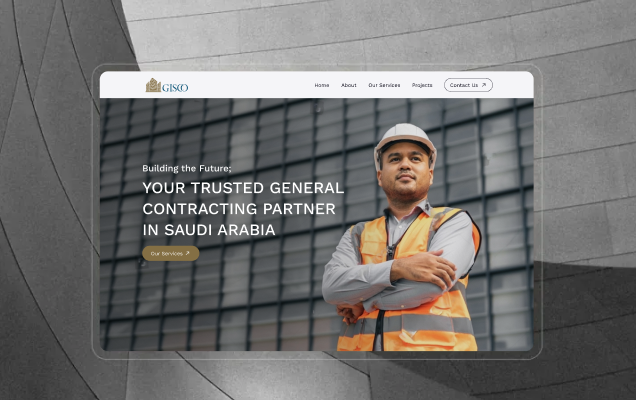 GISCO
Home About Our Services Projects Contact Us
Building the Future;
YOUR TRUSTED GENERAL
CONTRACTING PARTNER
IN SAUDI ARABIA
Our Services